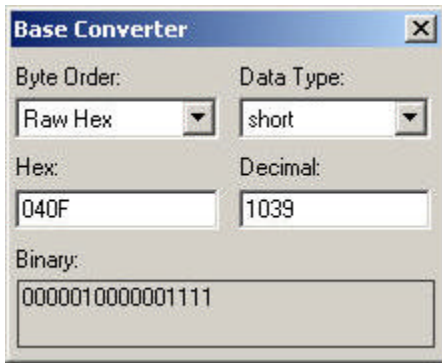 Base Converter
Byte Order: Data Type:
Raw Hex short
Hex: Decimal:
040F 1039
Binary:
0000010000001111